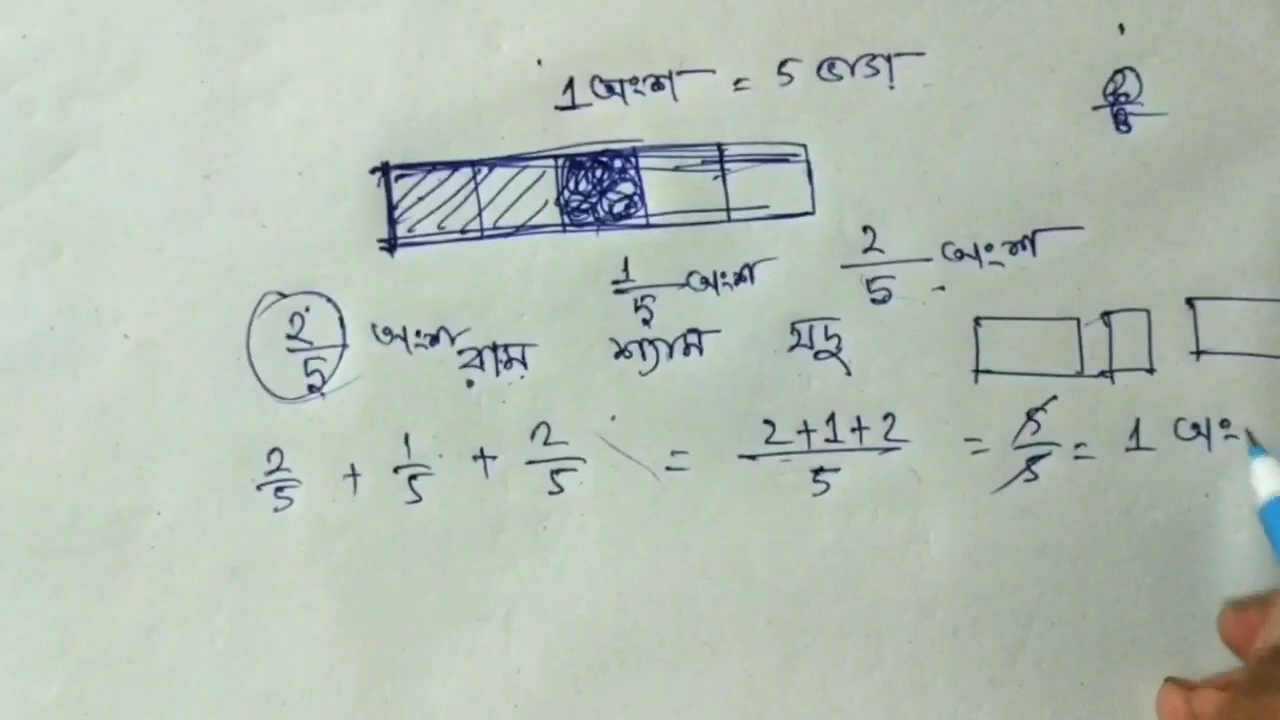 1 অংশ = 5 ভাগ
1/5 অংশ 2/5 অংশ
2/5 অংশ রাম শ্যাম যদু
2/5 + 1/5 + 2/5 = 2+1+2/5 = 5/5 = 1 অং